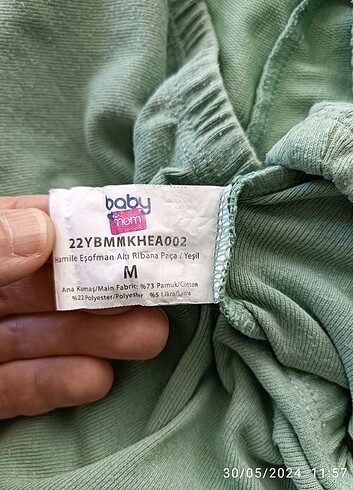 baby
mom
22YBMMKHEA002
Hamile Eşofman Altı Ribana Paça / Yeşil
M
Ana Kumaş/Main Fabric: %73 Pamuk/Cotton
%22 Polyester/Polyester %5 Likra/Lycra
30/05/2024 11:57